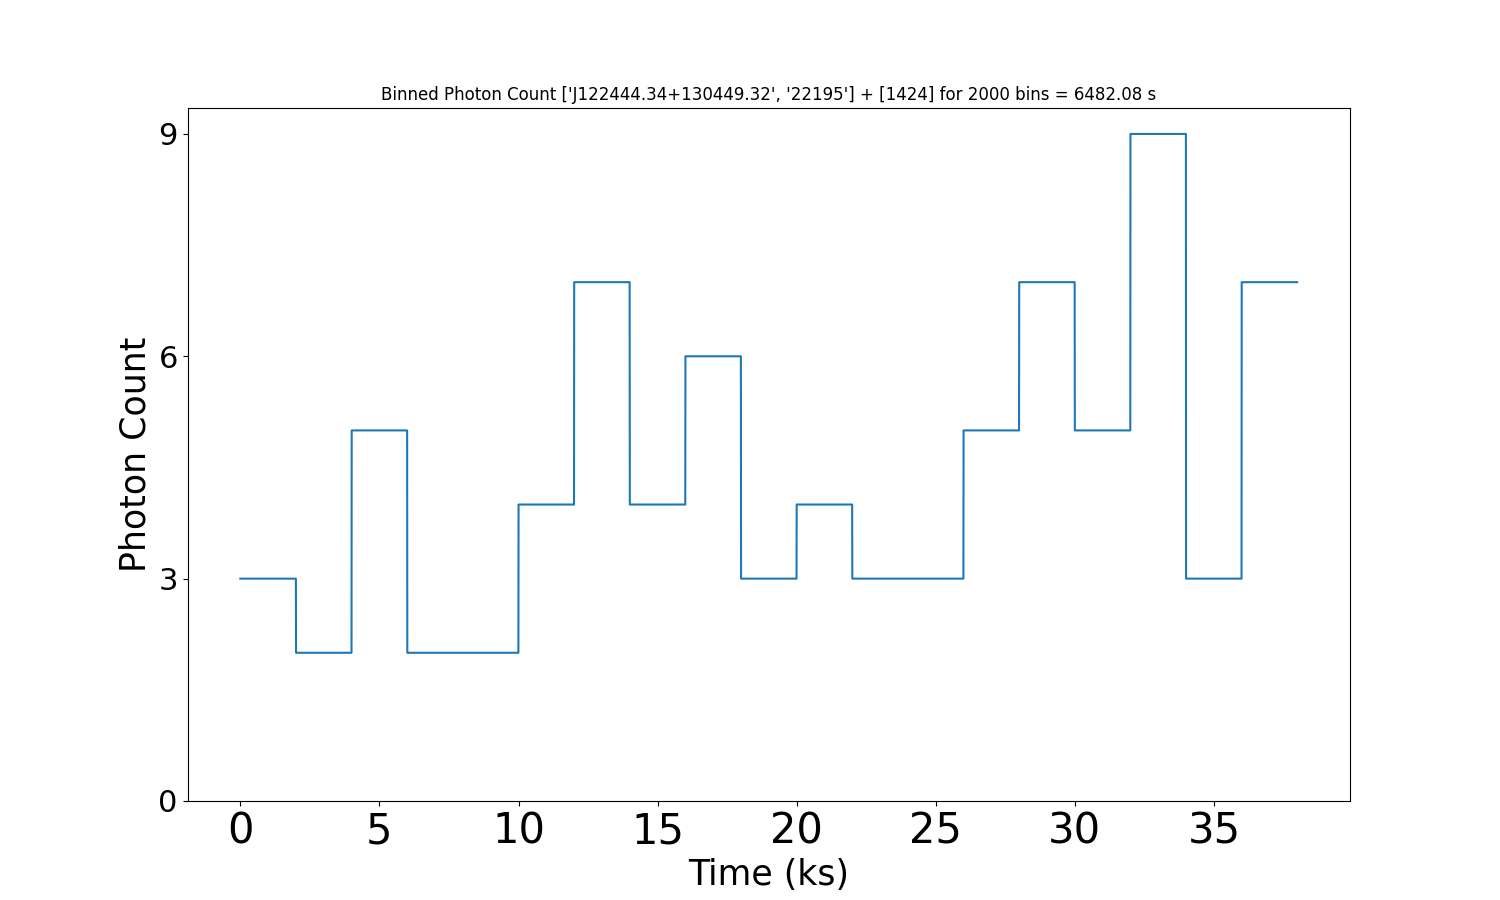 Binned Photon Count ['J122444.34+130449.32', '22195'] + [1424] for 2000 bins = 6482.08 s
9
6
3
0
Photon Count
0 5 10 15 20 25 30 35
Time (ks)